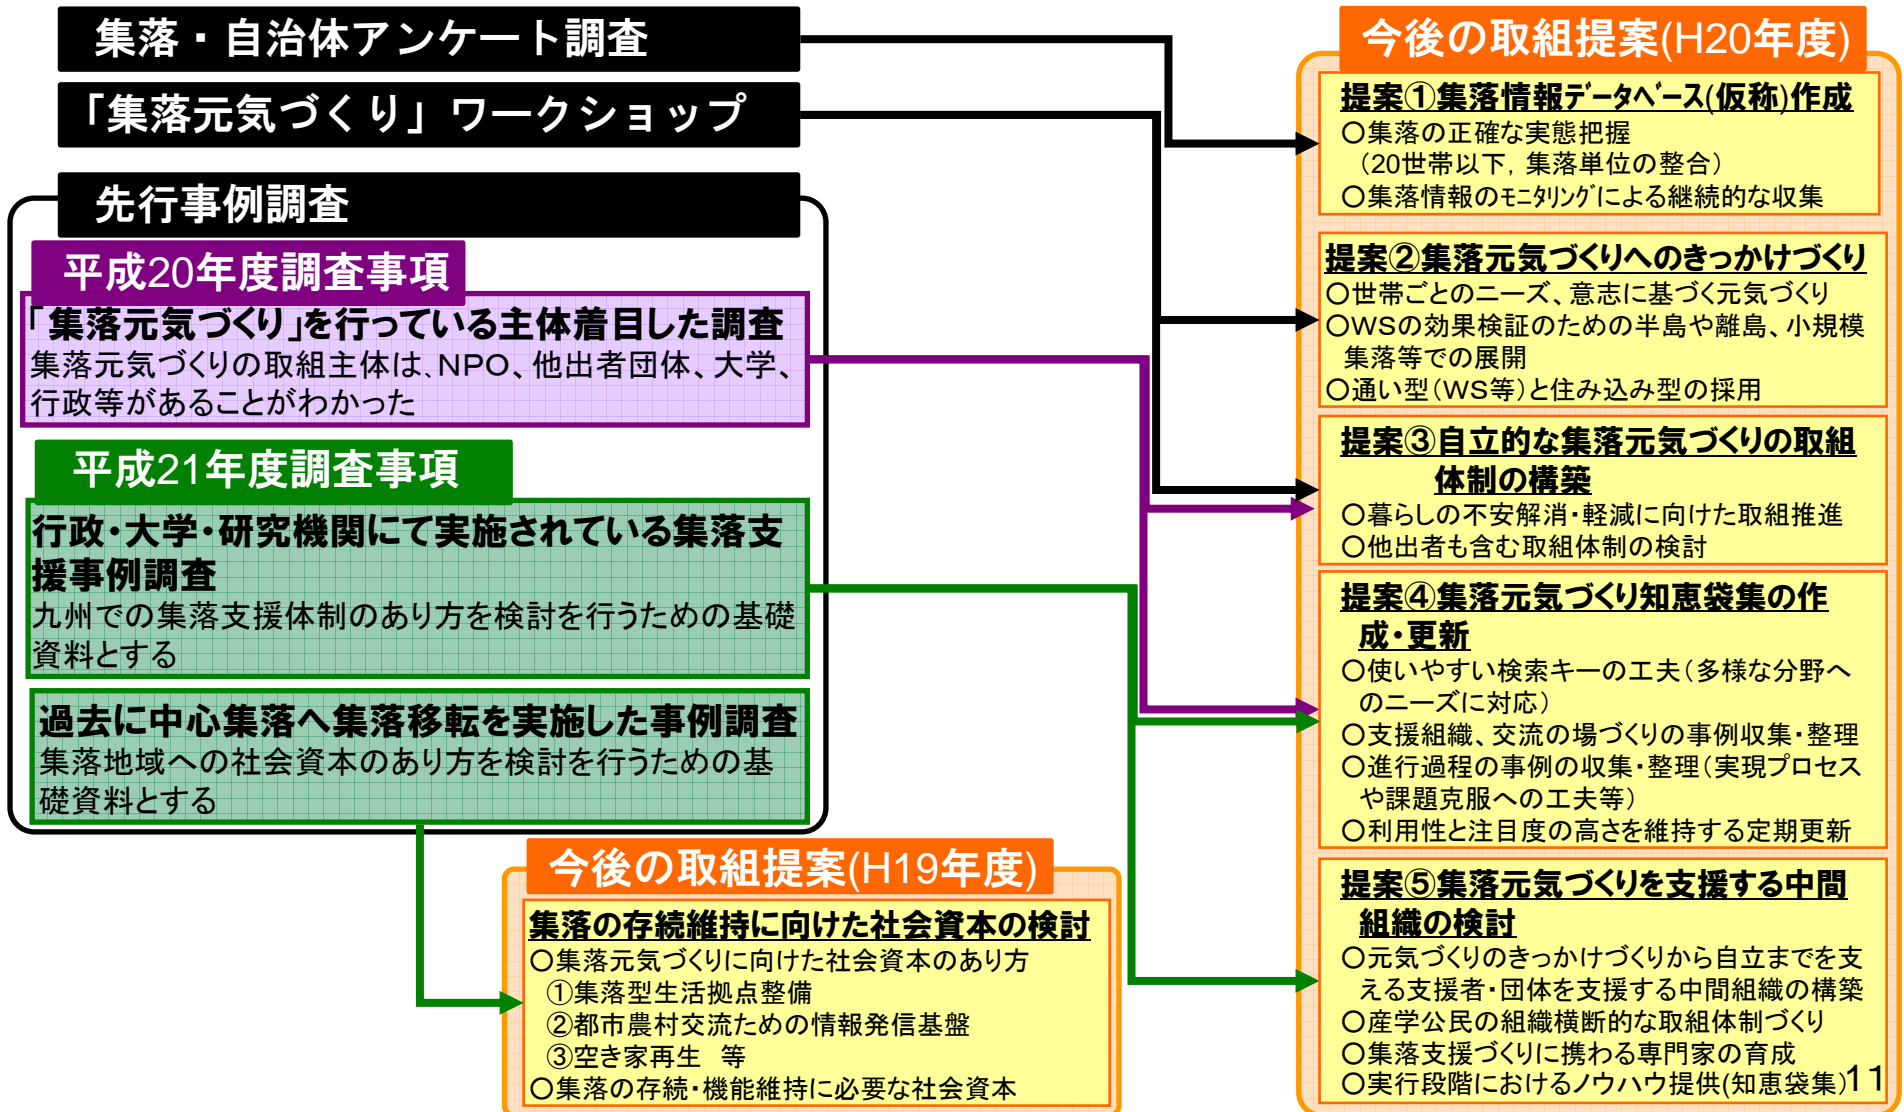 集落・自治体アンケート調査
「集落元気づくり」ワークショップ
先行事例調査
平成20年度調査事項
「集落元気づくり」を行っている主体着目した調査
集落元気づくりの取組主体は、NPO、他出者団体、大学、
行政等があることがわかった
平成21年度調査事項
行政・大学・研究機関にて実施されている集落支
援事例調査
九州での集落支援体制のあり方を検討を行うための基礎
資料とする
過去に中心集落へ集落移転を実施した事例調査
集落地域への社会資本のあり方を検討を行うための基
礎資料とする
今後の取組提案(H19年度)
集落の存続維持に向けた社会資本の検討
○集落元気づくりに向けた社会資本のあり方
①集落型生活拠点整備
②都市農村交流ための情報発信基盤
③空き家再生　等
○集落の存続・機能維持に必要な社会資本
今後の取組提案(H20年度)
提案①集落情報ﾃﾞｰﾀﾍﾞｰｽ(仮称)作成
○集落の正確な実態把握
（20世帯以下，集落単位の整合）
○集落情報のﾓﾆﾀﾘﾝｸﾞによる継続的な収集
提案②集落元気づくりへのきっかけづくり
○世帯ごとのニーズ、意志に基づく元気づくり
○WSの効果検証のための半島や離島、小規模
集落等での展開
○通い型（WS等）と住み込み型の採用
提案③自立的な集落元気づくりの取組
体制の構築
○暮らしの不安解消・軽減に向けた取組推進
○他出者も含む取組体制の検討
提案④集落元気づくり知恵袋集の作
成・更新
○使いやすい検索キーの工夫（多様な分野へ
のニーズに対応）
○支援組織、交流の場づくりの事例収集・整理
○進行過程の事例の収集・整理（実現プロセス
や課題克服への工夫等）
○利用性と注目度の高さを維持する定期更新
提案⑤集落元気づくりを支援する中間
組織の検討
○元気づくりのきっかけづくりから自立までを支
える支援者・団体を支援する中間組織の構築
○産学公民の組織横断的な取組体制づくり
○集落支援づくりに携わる専門家の育成
○実行段階におけるノウハウ提供(知恵袋集)
11